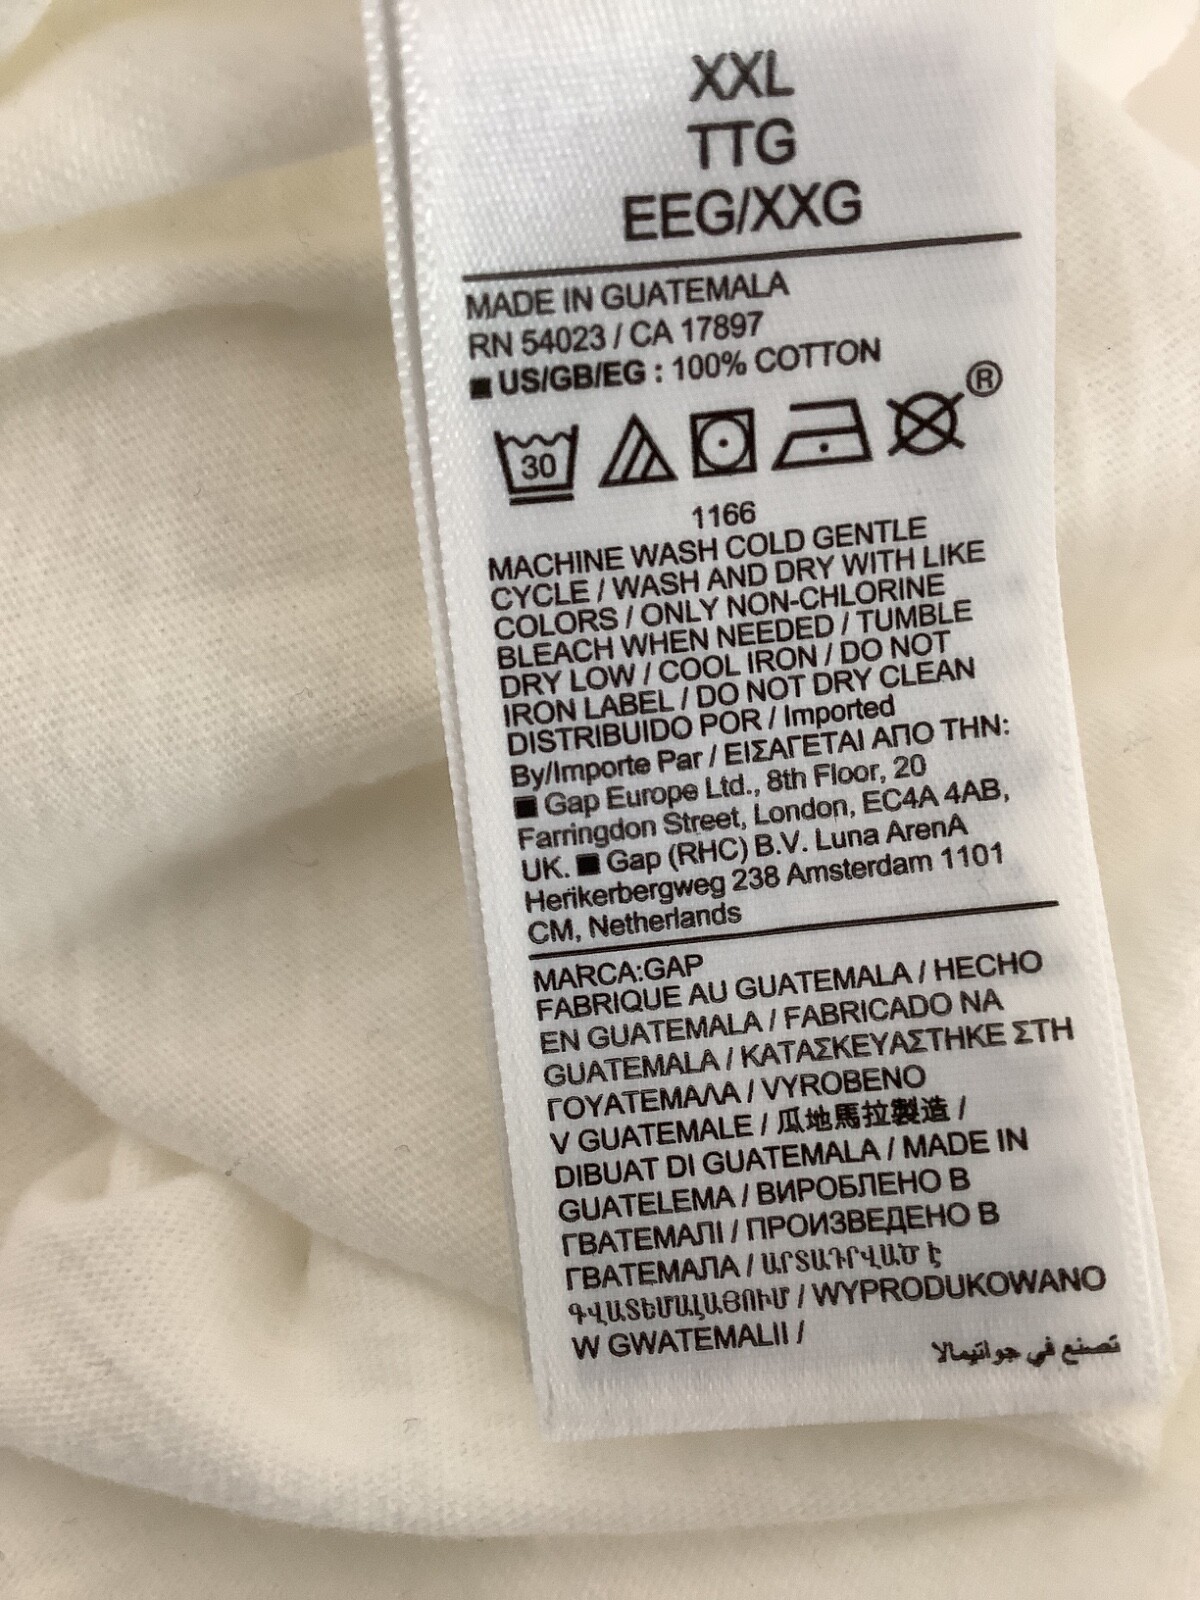 XXL
TTG
EEG/XXG
MADE IN GUATEMALA
RN 54023 / CA 17897
■ US/GB/EG : 100% COTTON
30
®
1166
MACHINE WASH COLD GENTLE
CYCLE / WASH AND DRY WITH LIKE
COLORS / ONLY NON-CHLORINE
BLEACH WHEN NEEDED / TUMBLE
DRY LOW / COOL IRON / DO NOT
IRON LABEL / DO NOT DRY CLEAN
DISTRIBUIDO POR / Imported
By/Importe Par / ΕΙΣΑΓΕΤΑΙ ΑΠΟ ΤΗΝ:
■ Gap Europe Ltd., 8th Floor, 20
Farringdon Street, London, EC4A 4AB,
UK. ■ Gap (RHC) B.V. Luna ArenA
Herikerbergweg 238 Amsterdam 1101
CM, Netherlands
MARCA:GAP
FABRIQUE AU GUATEMALA / HECHO
EN GUATEMALA / FABRICADO NA
GUATEMALA / ΚΑΤΑΣΚΕΥΑΣΤΗΚΕ ΣΤΗ
ΓΟΥΑΤΕΜΑΛΑ / VYROBENO
V GUATEMALE / 瓜地馬拉製造 /
DIBUAT DI GUATEMALA / MADE IN
GUATELEMA / ВИРОБЛЕНО В
ГВАТЕМАЛІ / ПРОИЗВЕДЕНО В
ГВАТЕМАЛА / ԱՐՏԱԴՐՎԱԾ Է
ԳՎԱՏԵՄԱԼԱՅՈՒՄ / WYPRODUKOWANO
W GWATEMALII /
تصنع في جواتيمالا